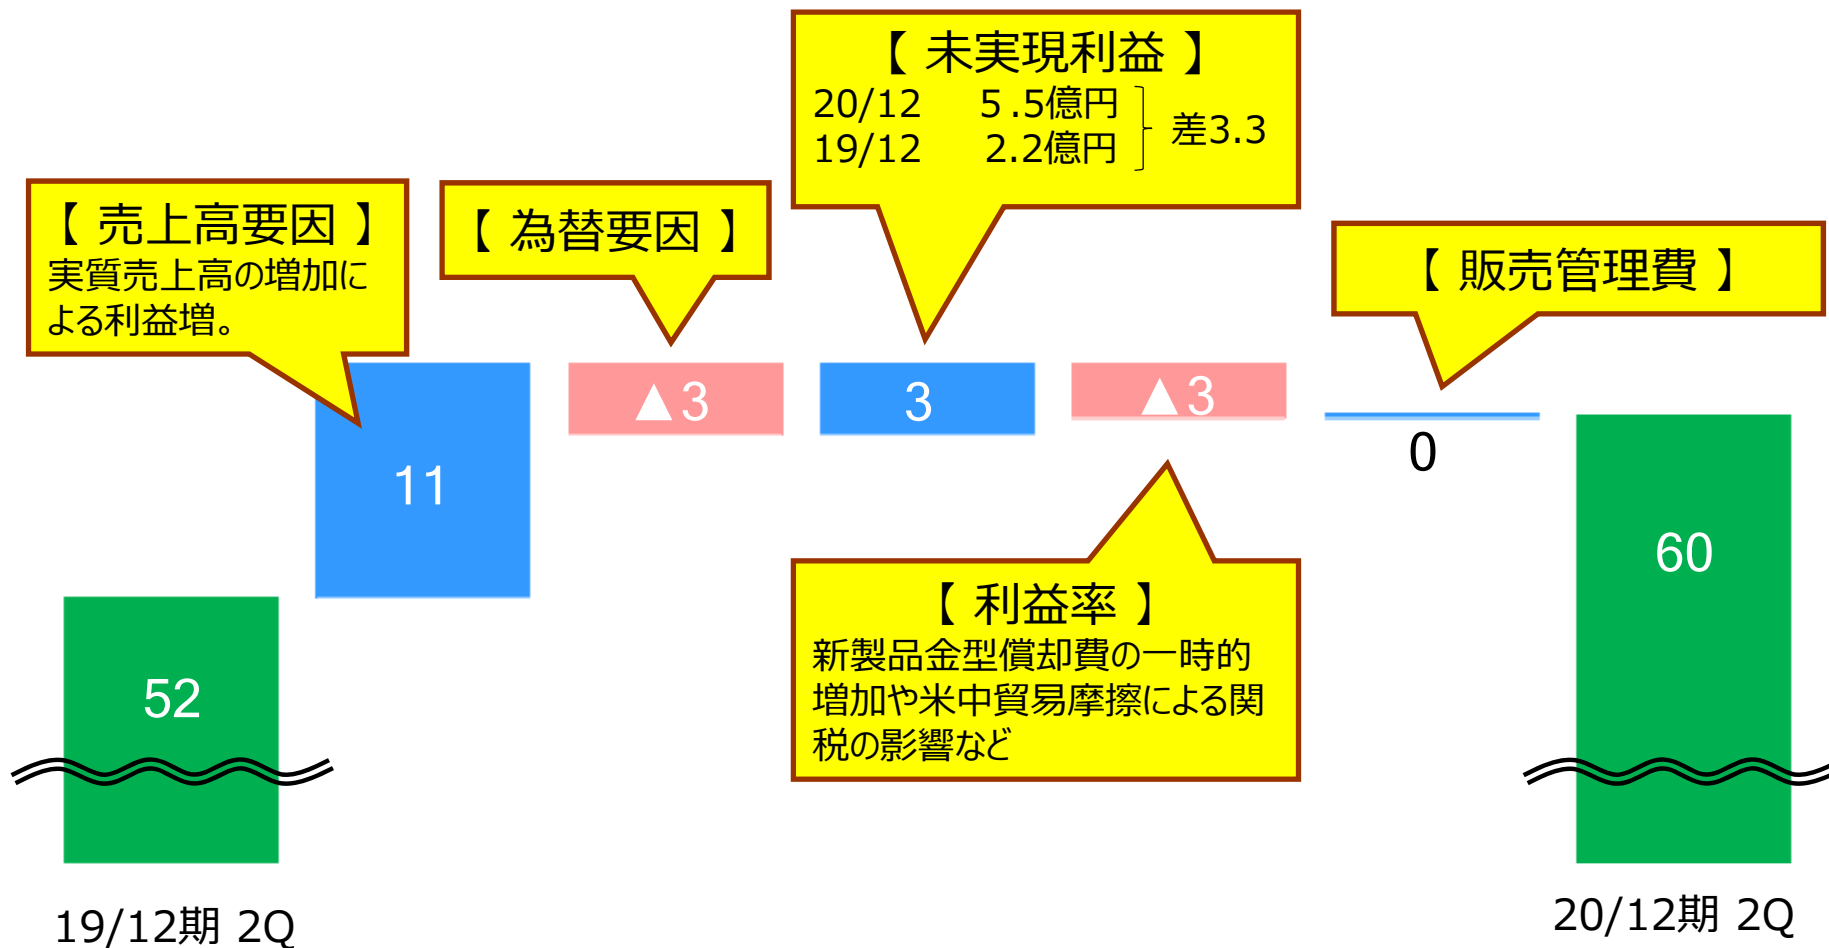 【 未実現利益 】
20/12 5.5億円
19/12 2.2億円
差3.3
【 売上高要因 】
実質売上高の増加に
よる利益増。
【 為替要因 】
【 販売管理費 】
▲3
3
▲3
0
11
52
60
【 利益率 】
新製品金型償却費の一時的
増加や米中貿易摩擦による関
税の影響など
19/12期 2Q
20/12期 2Q